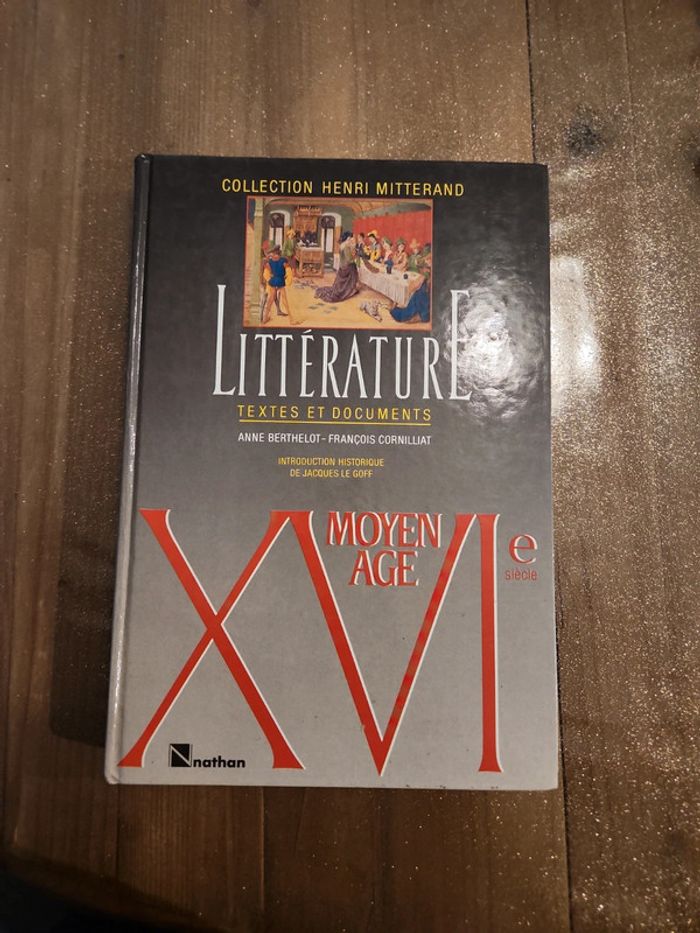 COLLECTION HENRI MITTERAND
LITTÉRATURE
TEXTES ET DOCUMENTS
ANNE BERTHELOT - FRANÇOIS CORNILLIAT
INTRODUCTION HISTORIQUE
DE JACQUES LE GOFF
MOYEN
AGE
XVIe
siècle
nathan